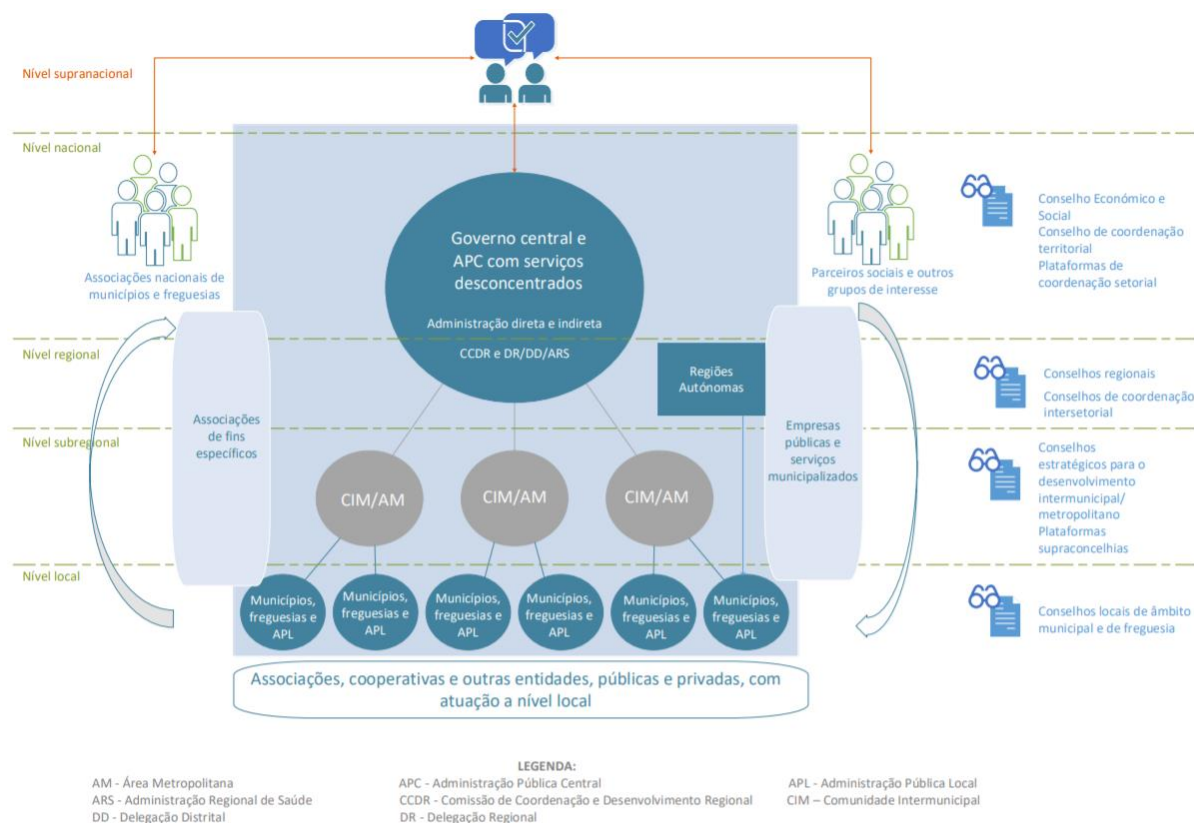 Nível supranacional
Nível nacional
Associações nacionais de
municípios e freguesias
Governo central e
APC com serviços
desconcentrados
Administração direta e indireta
CCDR e DR/DD/ARS
Parceiros sociais e outros
grupos de interesse
Conselho Económico e
Social
Conselho de coordenação
territorial
Plataformas de
coordenação setorial
Nível regional
Regiões
Autónomas
Conselhos regionais
Conselhos de coordenação
intersetorial
Associações
de fins
específicos
Empresas
públicas e
serviços
municipalizados
Nível subregional
CIM/AM
CIM/AM
CIM/AM
Conselhos
estratégicos para o
desenvolvimento
intermunicipal/
metropolitano
Plataformas
supraconcelhias
Nível local
Municípios,
freguesias e
APL
Municípios,
freguesias e
APL
Municípios,
freguesias e
APL
Municípios,
freguesias e
APL
Municípios,
freguesias e
APL
Municípios,
freguesias e
APL
Conselhos locais de âmbito
municipal e de freguesia
Associações, cooperativas e outras entidades, públicas e privadas, com
atuação a nível local
LEGENDA:
AM - Área Metropolitana
ARS - Administração Regional de Saúde
DD - Delegação Distrital
APC - Administração Pública Central
CCDR - Comissão de Coordenação e Desenvolvimento Regional
DR - Delegação Regional
APL - Administração Pública Local
CIM – Comunidade Intermunicipal